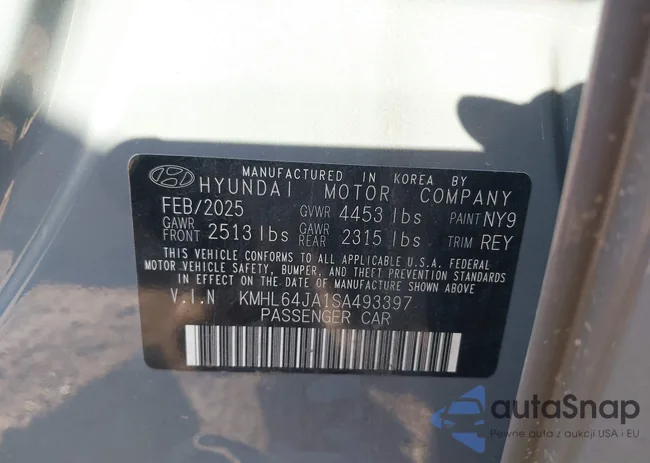 MANUFACTURED IN KOREA BY
HYUNDAI MOTOR COMPANY
FEB/2025 GVWR 4453 lbs PAINT NY9
GAWR FRONT 2513 lbs GAWR REAR 2315 lbs TRIM REY
THIS VEHICLE CONFORMS TO ALL APPLICABLE U.S.A. FEDERAL
MOTOR VEHICLE SAFETY, BUMPER, AND THEFT PREVENTION STANDARDS
IN EFFECT ON THE DATE OF MANUFACTURE SHOWN ABOVE.
V.I.N KMHL64JA1SA493397
PASSENGER CAR
autoSnap
Pewne auta z aukcji USA i EU